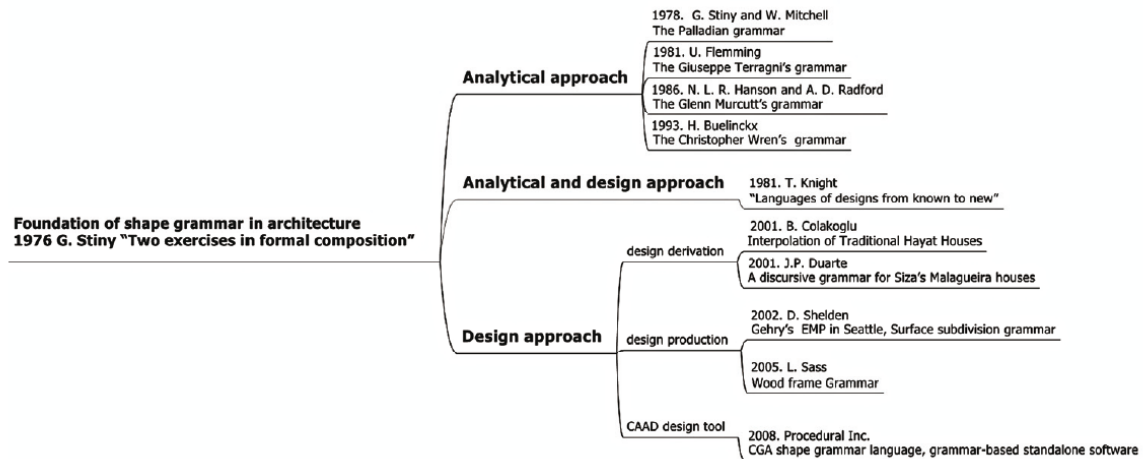 Foundation of shape grammar in architecture
1976 G. Stiny “Two exercises in formal composition”
Analytical approach
1978. G. Stiny and W. Mitchell
The Palladian grammar
1981. U. Flemming
The Giuseppe Terragni’s grammar
1986. N. L. R. Hanson and A. D. Radford
The Glenn Murcutt’s grammar
1993. H. Buelinckx
The Christopher Wren’s grammar
Analytical and design approach
1981. T. Knight
“Languages of designs from known to new”
Design approach
design derivation
2001. B. Colakoglu
Interpolation of Traditional Hayat Houses
2001. J.P. Duarte
A discursive grammar for Siza’s Malagueira houses
design production
2002. D. Shelden
Gehry’s EMP in Seattle, Surface subdivision grammar
2005. L. Sass
Wood frame Grammar
CAAD design tool
2008. Procedural Inc.
CGA shape grammar language, grammar-based standalone software